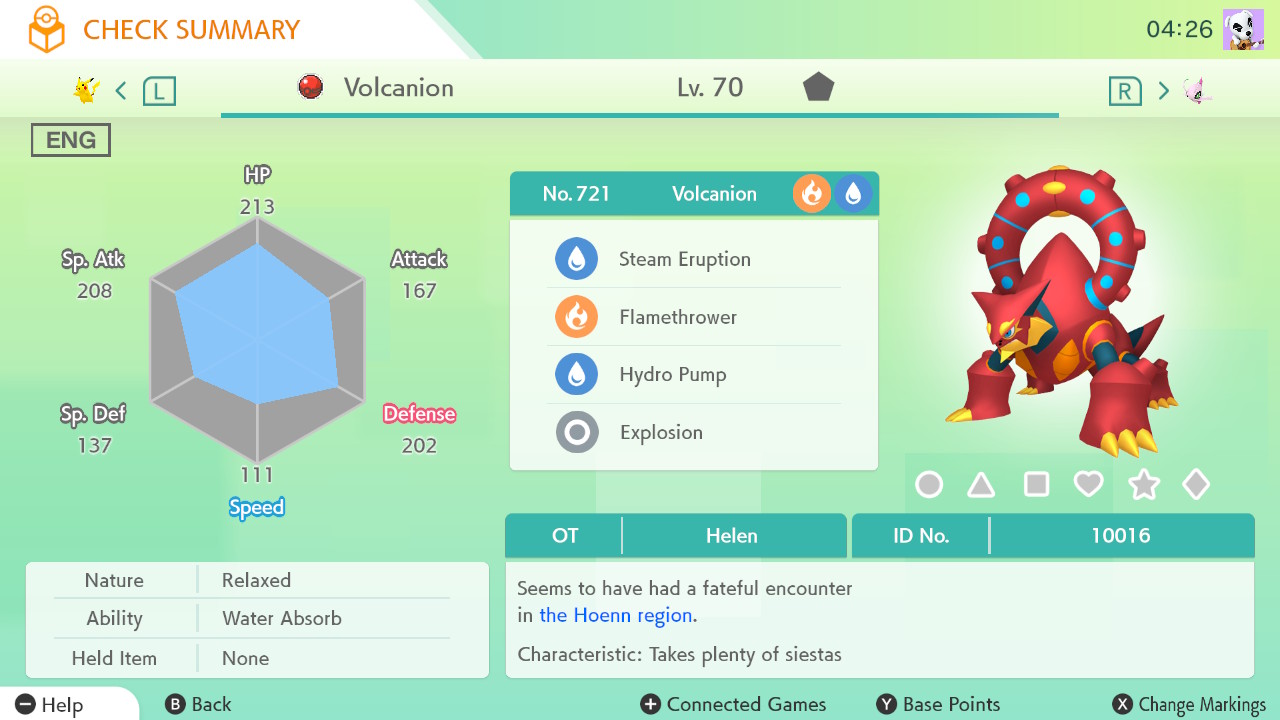 CHECK SUMMARY
04:26
L
Volcanion
Lv. 70
R
ENG
HP
213
Sp. Atk
208
Attack
167
Sp. Def
137
Defense
202
111
Speed
No. 721 Volcanion
Steam Eruption
Flamethrower
Hydro Pump
Explosion
OT Helen
ID No. 10016
Nature Relaxed
Ability Water Absorb
Held Item None
Seems to have had a fateful encounter
in the Hoenn region.
Characteristic: Takes plenty of siestas
Help
B Back
Connected Games
Y Base Points
X Change Markings